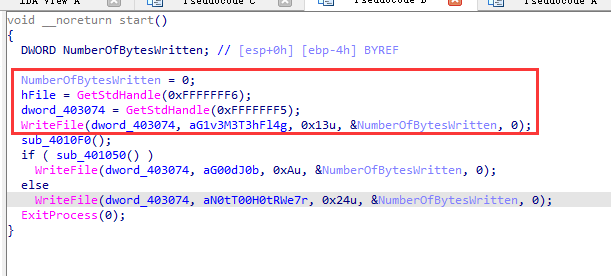 IDA View A
Pseudocode C
Pseudocode B
Pseudocode A
void __noreturn start()
{
DWORD NumberOfBytesWritten; // [esp+0h] [ebp-4h] BYREF
NumberOfBytesWritten = 0;
hFile = GetStdHandle(0xFFFFFFF6);
dword_403074 = GetStdHandle(0xFFFFFFF5);
WriteFile(dword_403074, aG1v3M3T3hFl4g, 0x13u, &NumberOfBytesWritten, 0);
sub_4010F0();
if ( sub_401050() )
WriteFile(dword_403074, aG00dJ0b, 0xAu, &NumberOfBytesWritten, 0);
else
WriteFile(dword_403074, aN0tT00H0tRWe7r, 0x24u, &NumberOfBytesWritten, 0);
ExitProcess(0);
}